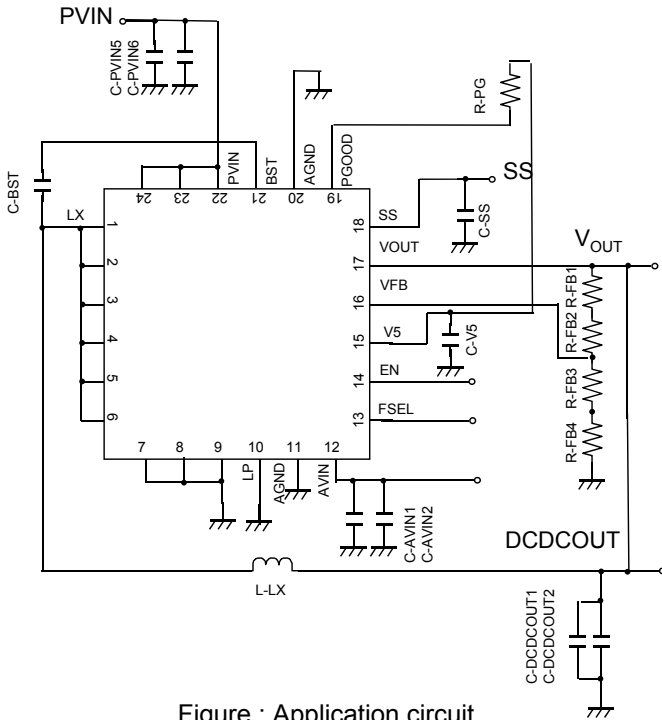 PVIN
C-PVIN5
C-PVIN6
R-PG
C-BST
PVIN
BST
AGND
PGOOD
24
23
22
21
20
19
SS
LX
1
2
3
4
5
6
18
17
16
15
14
13
SS
VOUT
VFB
V5
EN
FSEL
C-SS
C-V5
VOUT
R-FB1
R-FB2
R-FB3
R-FB4
7
8
9
10
11
12
LP
AGND
AVIN
C-AVIN1
C-AVIN2
DCDCOUT
L-LX
C-DCDCOUT1
C-DCDCOUT2
Figure : Application circuit